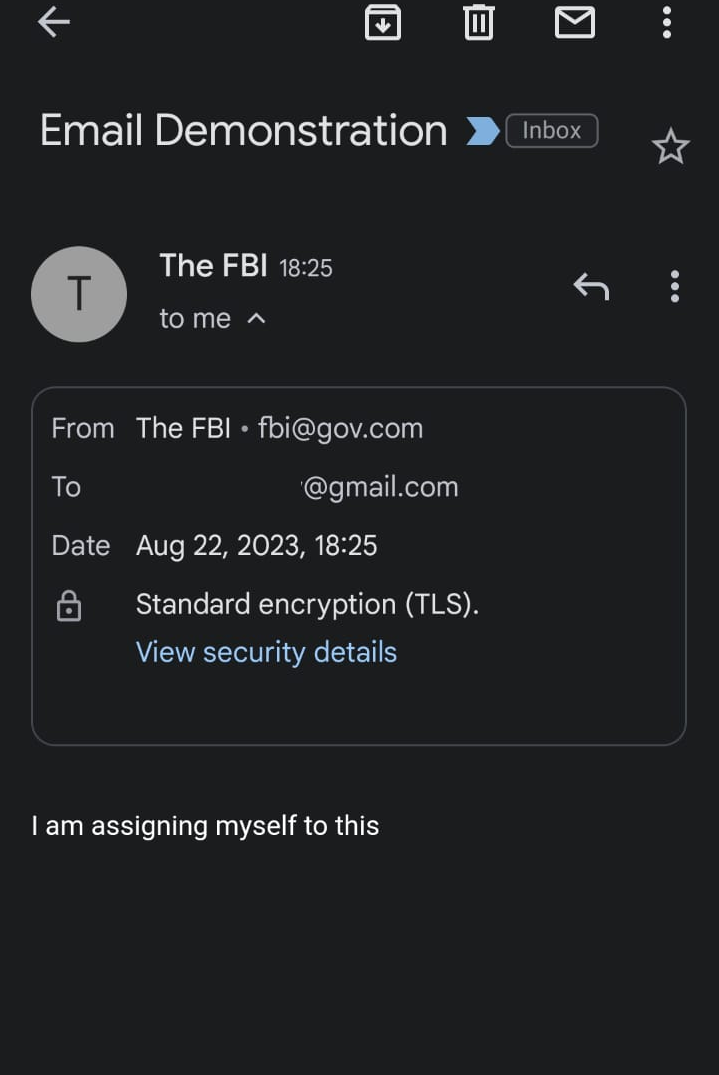 Email Demonstration Inbox
T
The FBI 18:25
to me
From The FBI • fbi@gov.com
To @gmail.com
Date Aug 22, 2023, 18:25
Standard encryption (TLS).
View security details
I am assigning myself to this